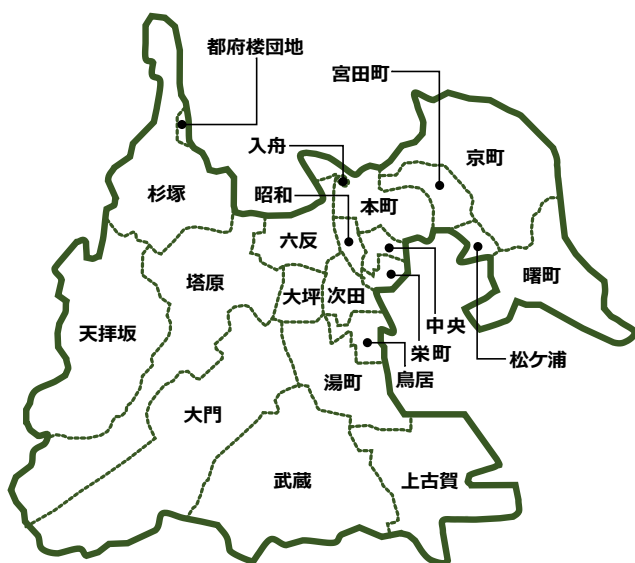 都府楼団地
宮田町
入舟
京町
杉塚
昭和
本町
六反
塔原
曙町
大坪
次田
中央
天拝坂
栄町
松ケ浦
鳥居
湯町
大門
武蔵
上古賀